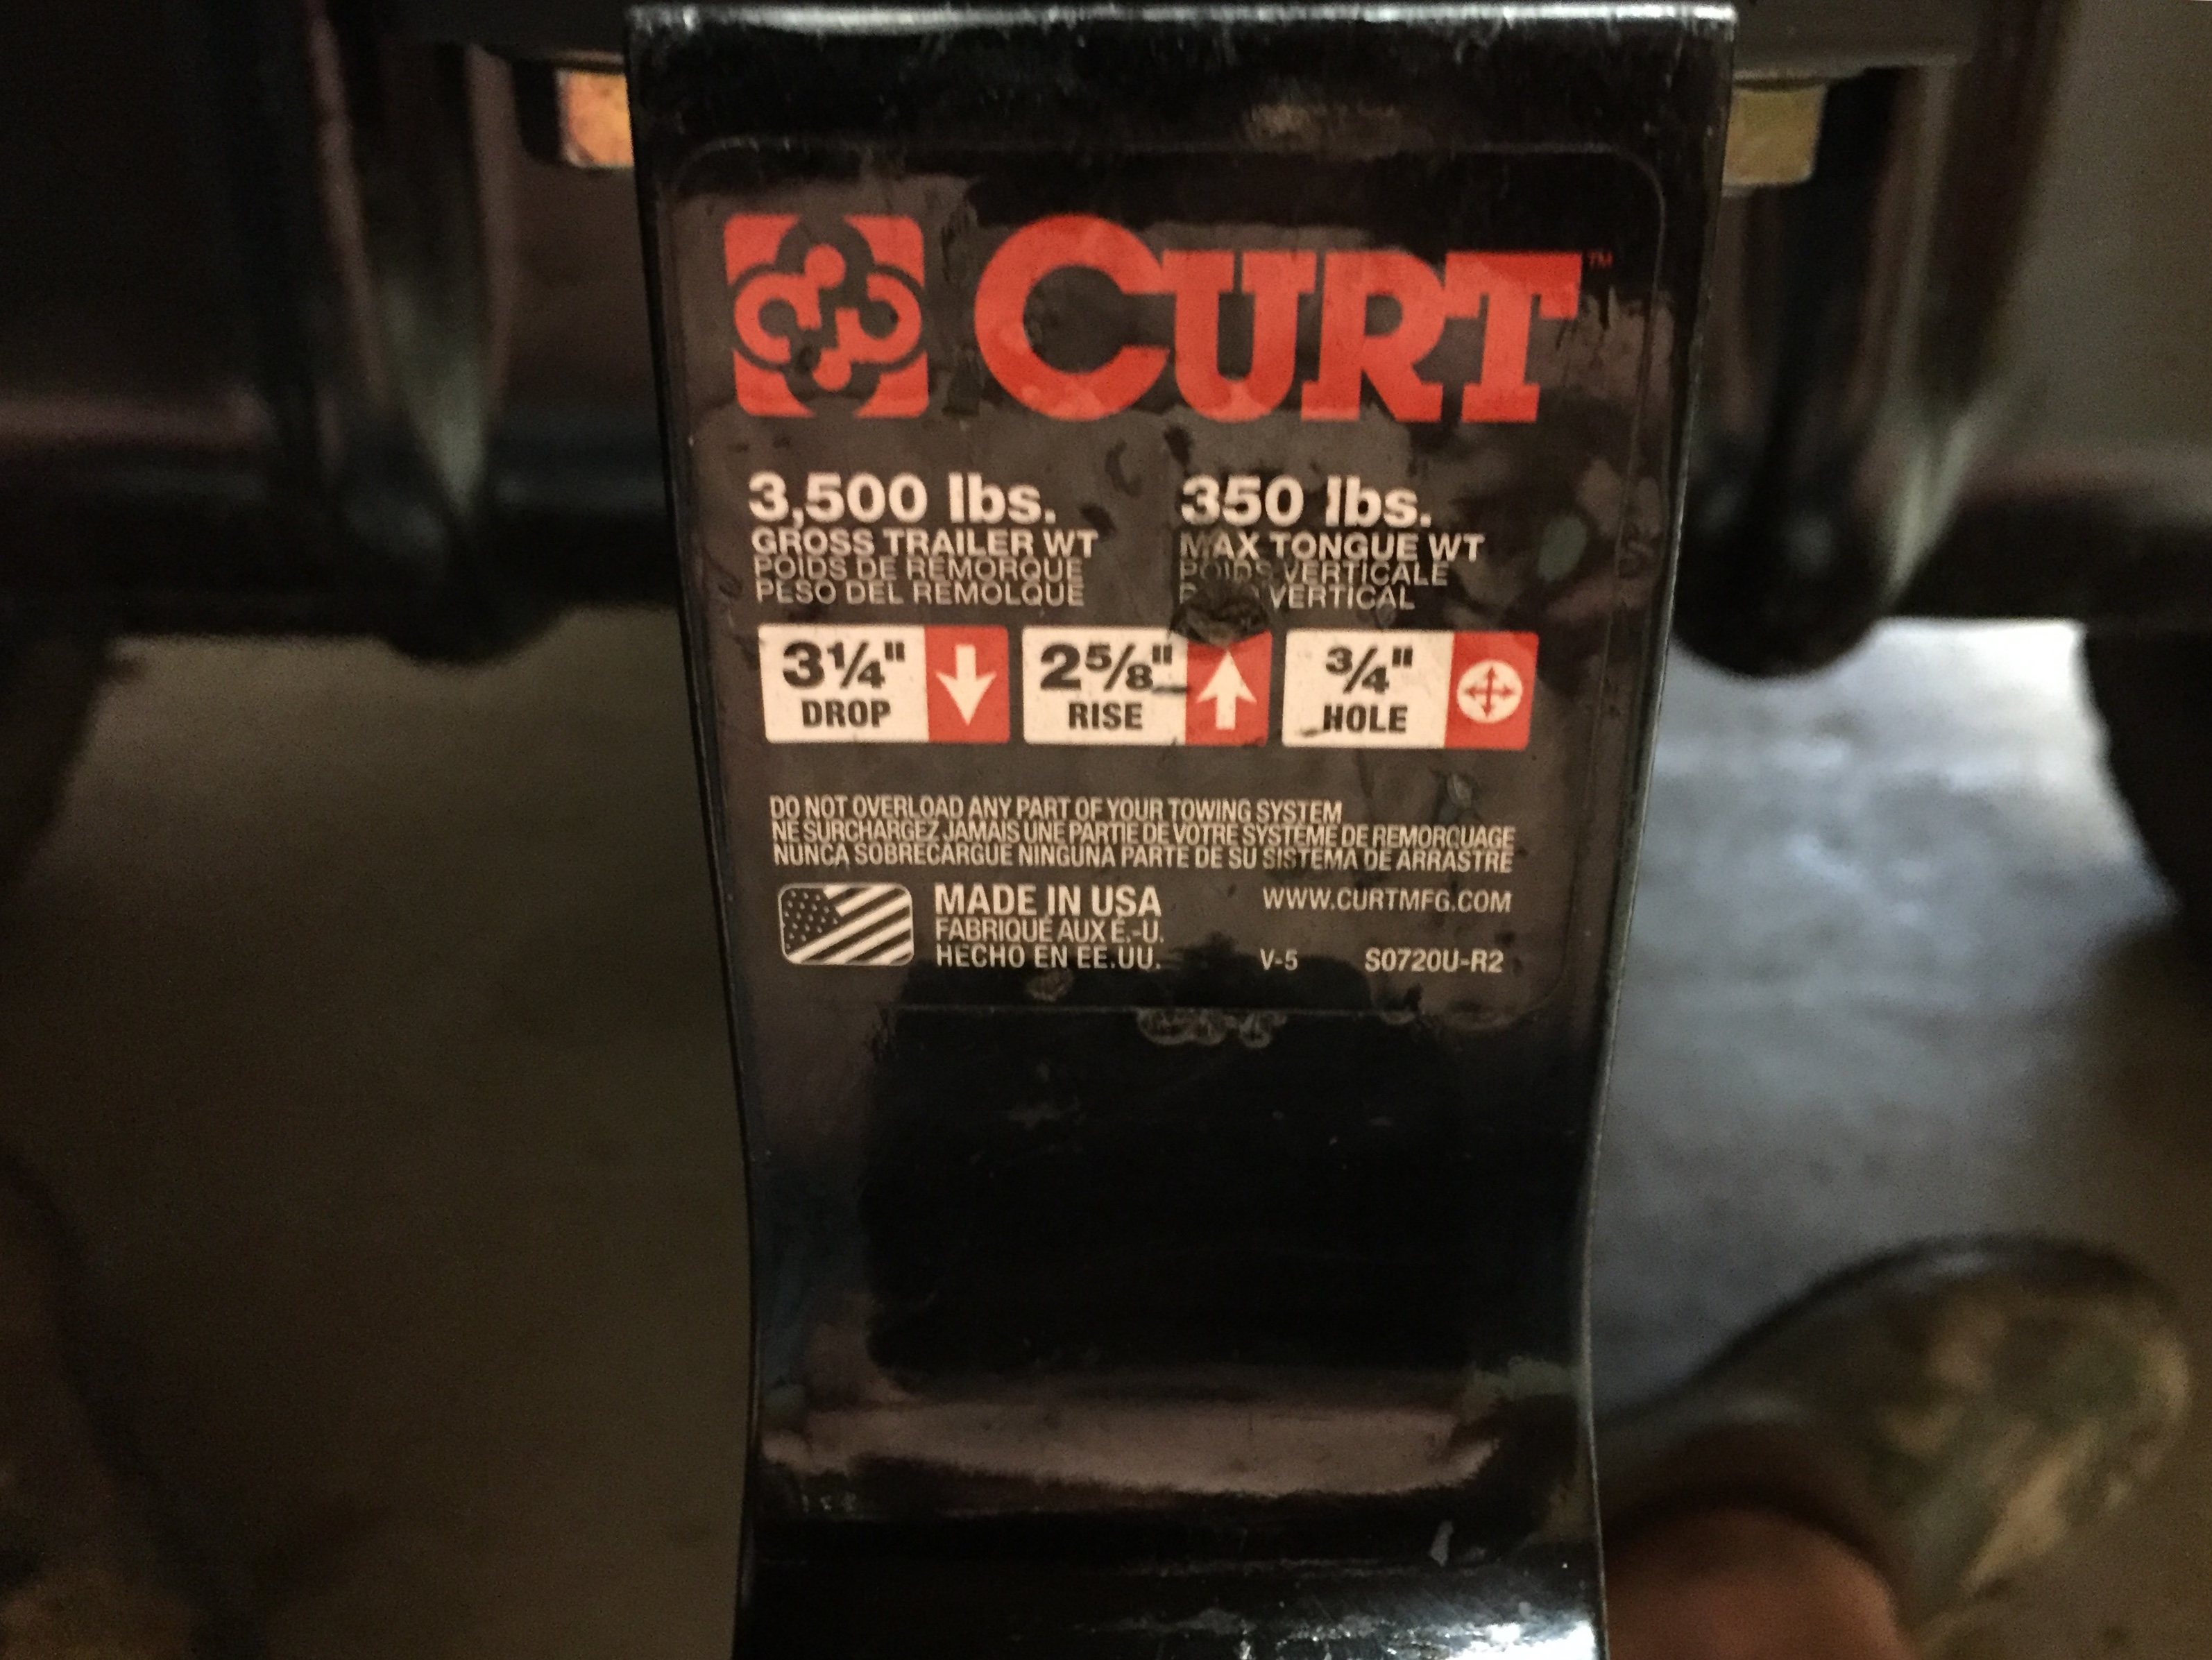 CURT™
3,500 lbs. 350 lbs.
GROSS TRAILER WT MAX TONGUE WT
POIDS DE REMORQUE POIDS VERTICALE
PESO DEL REMOLQUE VERTICAL
3¼" 2⅝" ¾"
DROP RISE HOLE
DO NOT OVERLOAD ANY PART OF YOUR TOWING SYSTEM
NE SURCHARGEZ JAMAIS UNE PARTIE DE VOTRE SYSTEME DE REMORQUAGE
NUNCA SOBRECARGUE NINGUNA PARTE DE SU SISTEMA DE ARRASTRE
MADE IN USA WWW.CURTMFG.COM
FABRIQUÉ AUX É.-U.
HECHO EN EE.UU. V-5 S0720U-R2